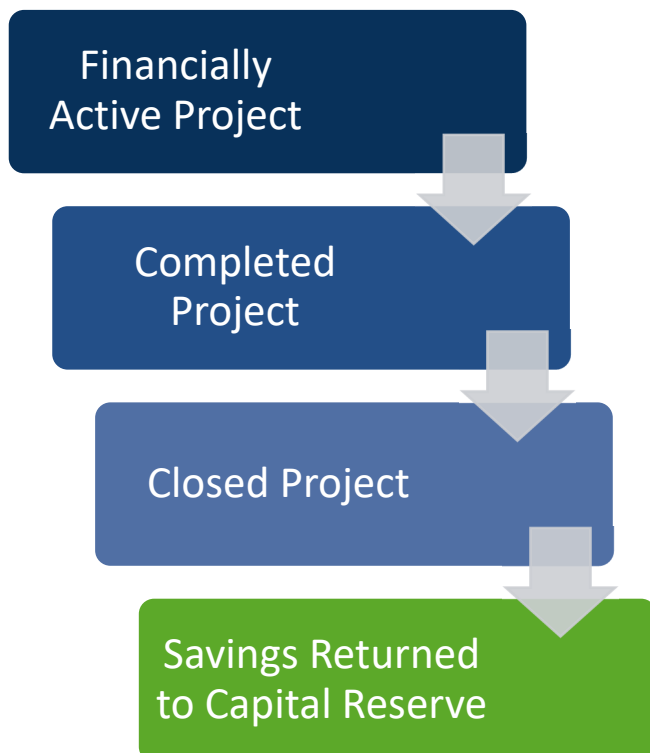 Financially
Active Project
Completed
Project
Closed Project
Savings Returned
to Capital Reserve